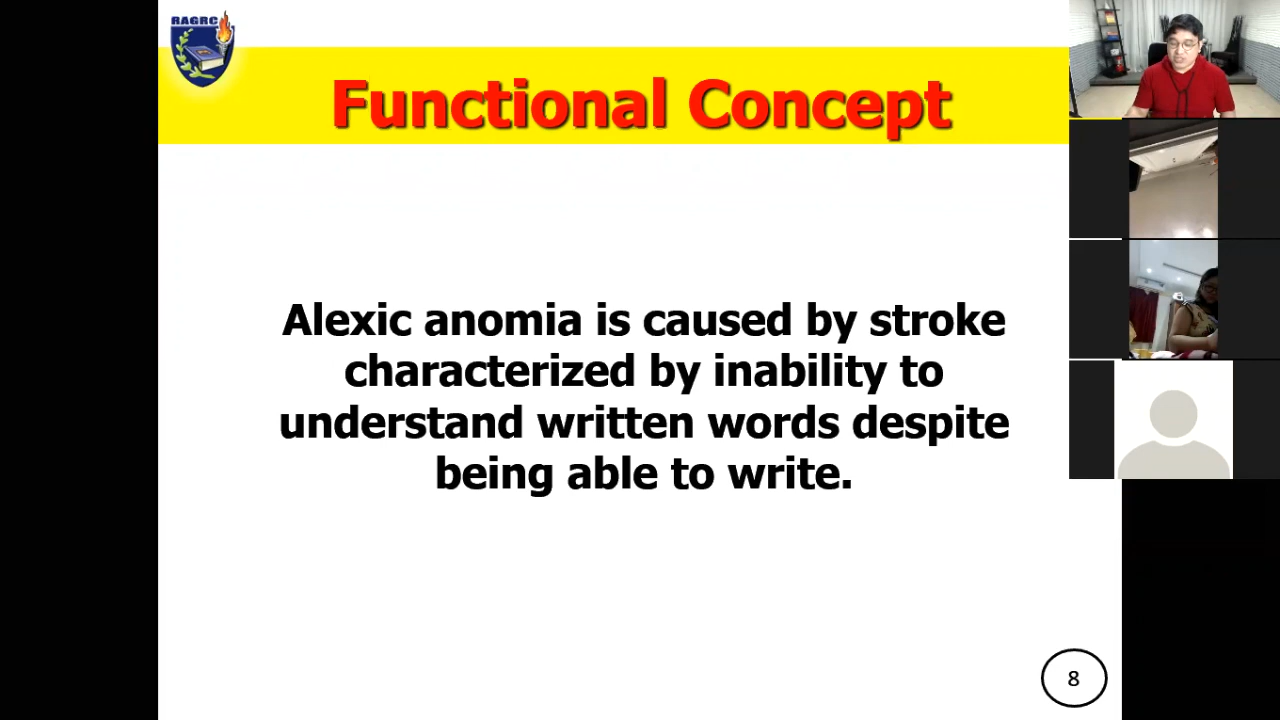 RAGRC
Functional Concept
Alexic anomia is caused by stroke
characterized by inability to
understand written words despite
being able to write.
8